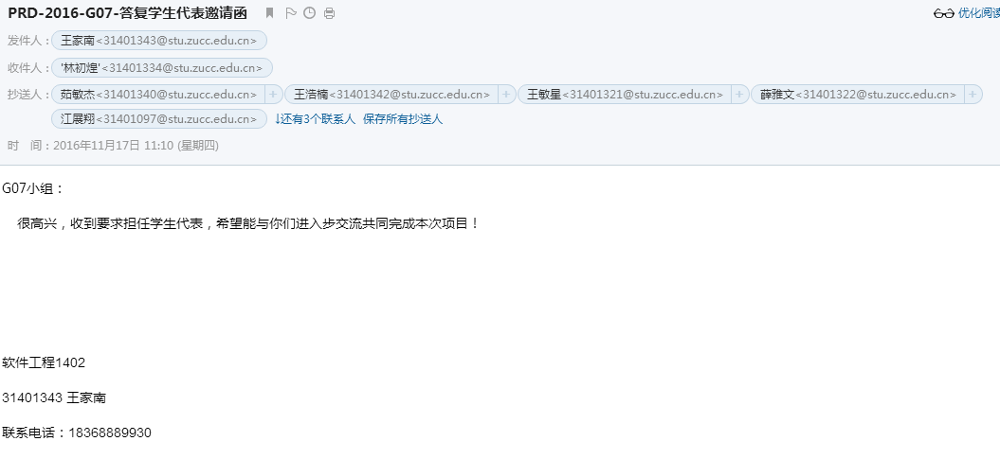 PRD-2016-G07-答复学生代表邀请函
优化阅读
发件人：王家南<31401343@stu.zucc.edu.cn>
收件人：'林初煌'<31401334@stu.zucc.edu.cn>
抄送人：茹敏杰<31401340@stu.zucc.edu.cn> + 王浩楠<31401342@stu.zucc.edu.cn> + 王敏星<31401321@stu.zucc.edu.cn> + 薛雅文<31401322@stu.zucc.edu.cn> +
江展翔<31401097@stu.zucc.edu.cn> ↓还有3个联系人 保存所有抄送人
时 间：2016年11月17日 11:10 (星期四)
G07小组：
很高兴，收到要求担任学生代表，希望能与你们进入步交流共同完成本次项目！
软件工程1402
31401343 王家南
联系电话：18368889930